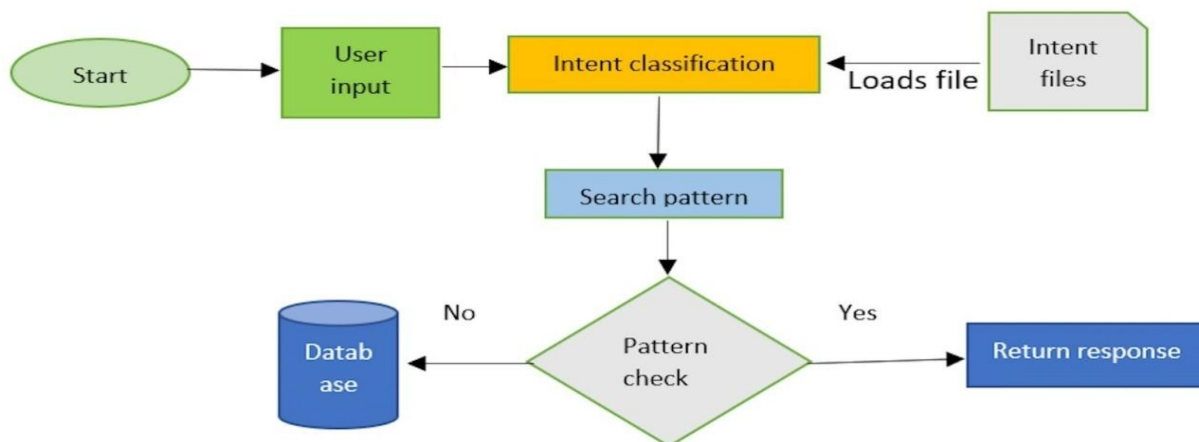 Start
User
input
Intent classification
Loads file
Intent
files
Search pattern
No
Yes
Datab
ase
Pattern
check
Return response